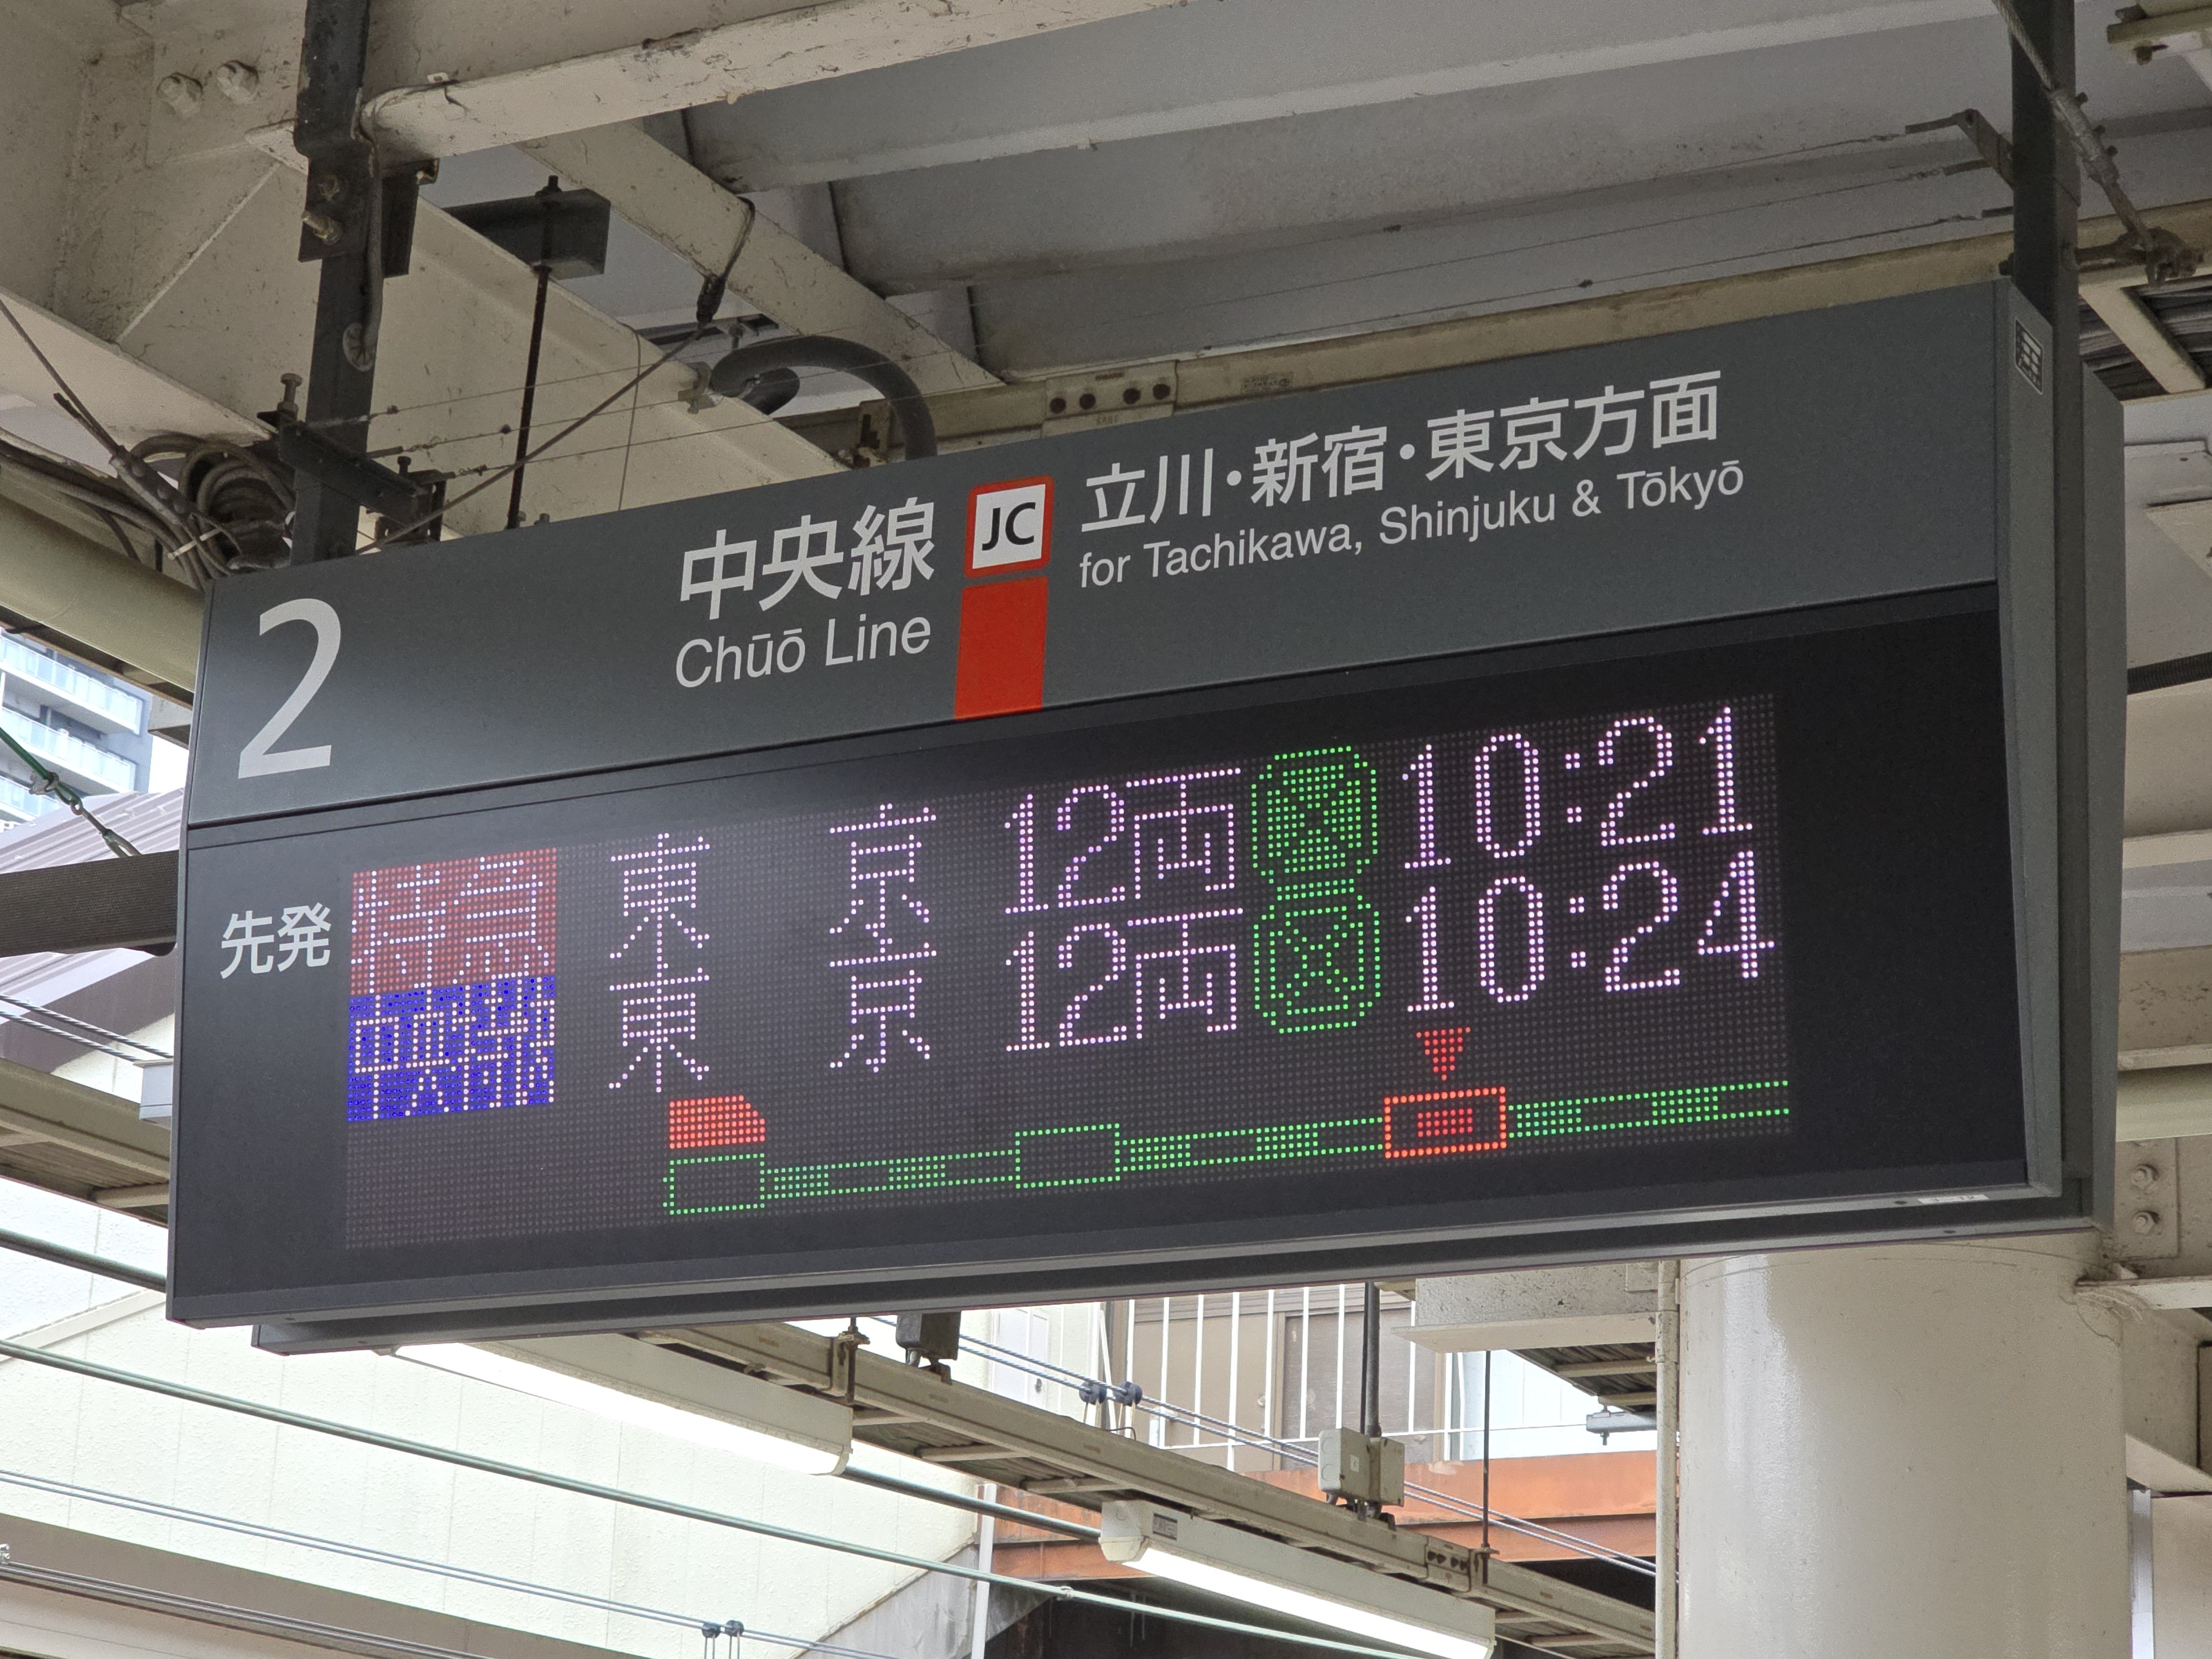 2
中央線 JC 立川・新宿・東京方面
Chūō Line for Tachikawa, Shinjuku & Tōkyō
先発 特急 東京 12両 10:21
東京 12両 10:24